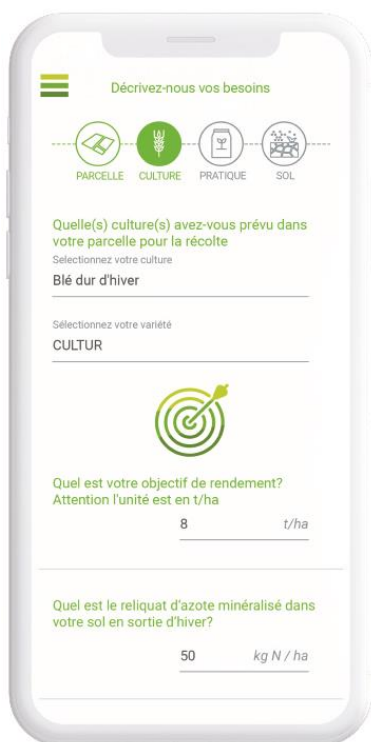 Décrivez-nous vos besoins
PARCELLE CULTURE PRATIQUE SOL
Quelle(s) culture(s) avez-vous prévu dans
votre parcelle pour la récolte
Selectionnez votre culture
Blé dur d'hiver
Sélectionnez votre variété
CULTUR
Quel est votre objectif de rendement?
Attention l'unité est en t/ha
8 t/ha
Quel est le reliquat d'azote minéralisé dans
votre sol en sortie d'hiver?
50 kg N / ha